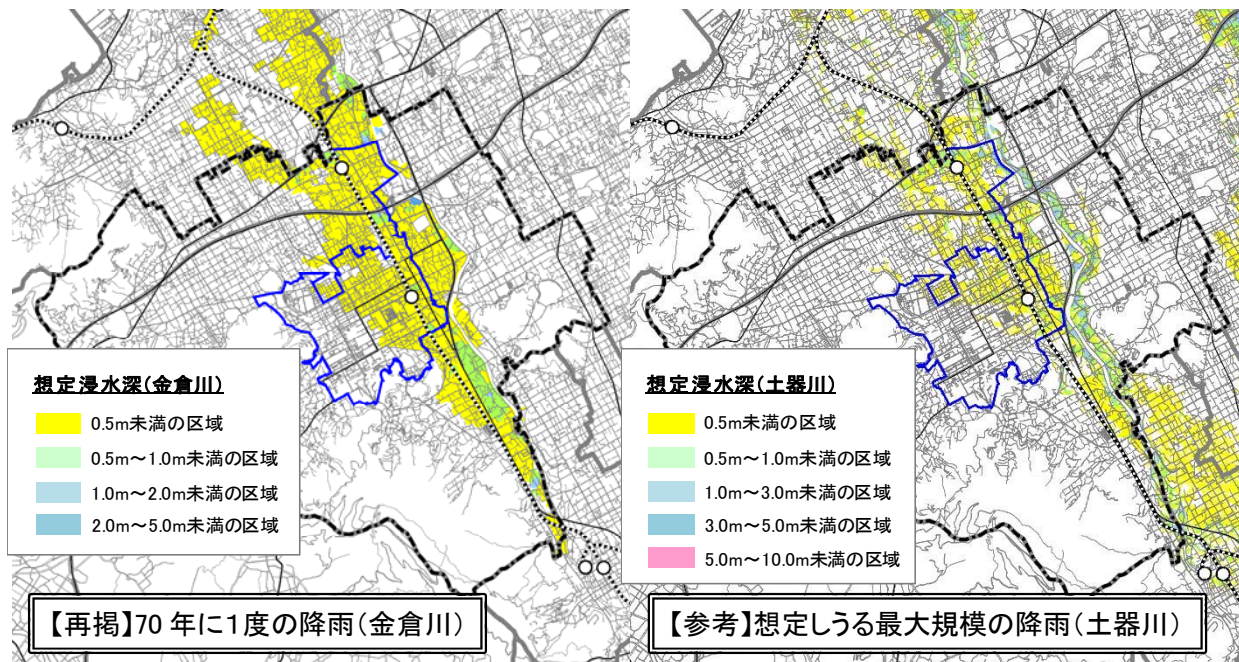 想定浸水深(金倉川)
0.5m未満の区域
0.5m～1.0m未満の区域
1.0m～2.0m未満の区域
2.0m～5.0m未満の区域
【再掲】70年に1度の降雨(金倉川)
想定浸水深(土器川)
0.5m未満の区域
0.5m～1.0m未満の区域
1.0m～3.0m未満の区域
3.0m～5.0m未満の区域
5.0m～10.0m未満の区域
【参考】想定しうる最大規模の降雨(土器川)